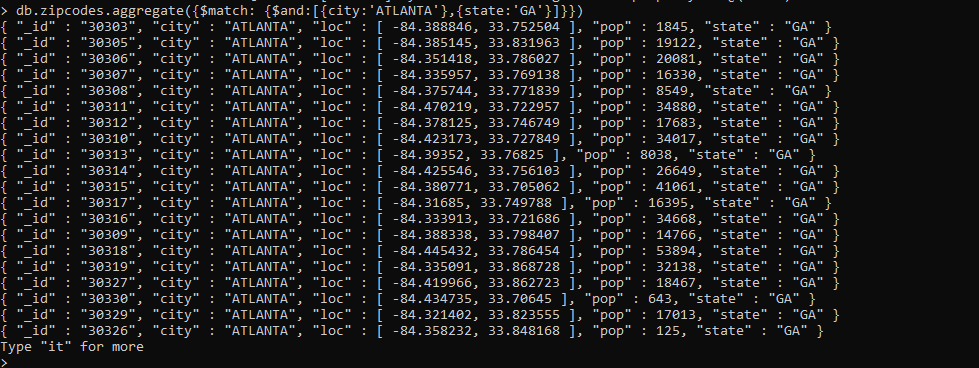 > db.zipcodes.aggregate({$match: {$and:[{city:'ATLANTA'},{state:'GA'}]}})
{ "_id" : "30303", "city" : "ATLANTA", "loc" : [ -84.388846, 33.752504 ], "pop" : 1845, "state" : "GA" }
{ "_id" : "30305", "city" : "ATLANTA", "loc" : [ -84.385145, 33.831963 ], "pop" : 19122, "state" : "GA" }
{ "_id" : "30306", "city" : "ATLANTA", "loc" : [ -84.351418, 33.786027 ], "pop" : 20081, "state" : "GA" }
{ "_id" : "30307", "city" : "ATLANTA", "loc" : [ -84.335957, 33.769138 ], "pop" : 16330, "state" : "GA" }
{ "_id" : "30308", "city" : "ATLANTA", "loc" : [ -84.375744, 33.771839 ], "pop" : 8549, "state" : "GA" }
{ "_id" : "30311", "city" : "ATLANTA", "loc" : [ -84.470219, 33.722957 ], "pop" : 34880, "state" : "GA" }
{ "_id" : "30312", "city" : "ATLANTA", "loc" : [ -84.378125, 33.746749 ], "pop" : 17683, "state" : "GA" }
{ "_id" : "30310", "city" : "ATLANTA", "loc" : [ -84.423173, 33.727849 ], "pop" : 34017, "state" : "GA" }
{ "_id" : "30313", "city" : "ATLANTA", "loc" : [ -84.39352, 33.76825 ], "pop" : 8038, "state" : "GA" }
{ "_id" : "30314", "city" : "ATLANTA", "loc" : [ -84.425546, 33.756103 ], "pop" : 26649, "state" : "GA" }
{ "_id" : "30315", "city" : "ATLANTA", "loc" : [ -84.380771, 33.705062 ], "pop" : 41061, "state" : "GA" }
{ "_id" : "30317", "city" : "ATLANTA", "loc" : [ -84.31685, 33.749788 ], "pop" : 16395, "state" : "GA" }
{ "_id" : "30316", "city" : "ATLANTA", "loc" : [ -84.333913, 33.721686 ], "pop" : 34668, "state" : "GA" }
{ "_id" : "30309", "city" : "ATLANTA", "loc" : [ -84.388338, 33.798407 ], "pop" : 14766, "state" : "GA" }
{ "_id" : "30318", "city" : "ATLANTA", "loc" : [ -84.445432, 33.786454 ], "pop" : 53894, "state" : "GA" }
{ "_id" : "30319", "city" : "ATLANTA", "loc" : [ -84.335091, 33.868728 ], "pop" : 32138, "state" : "GA" }
{ "_id" : "30327", "city" : "ATLANTA", "loc" : [ -84.419966, 33.862723 ], "pop" : 18467, "state" : "GA" }
{ "_id" : "30330", "city" : "ATLANTA", "loc" : [ -84.434735, 33.70645 ], "pop" : 643, "state" : "GA" }
{ "_id" : "30329", "city" : "ATLANTA", "loc" : [ -84.321402, 33.823555 ], "pop" : 17013, "state" : "GA" }
{ "_id" : "30326", "city" : "ATLANTA", "loc" : [ -84.358232, 33.848168 ], "pop" : 125, "state" : "GA" }
Type "it" for more
>